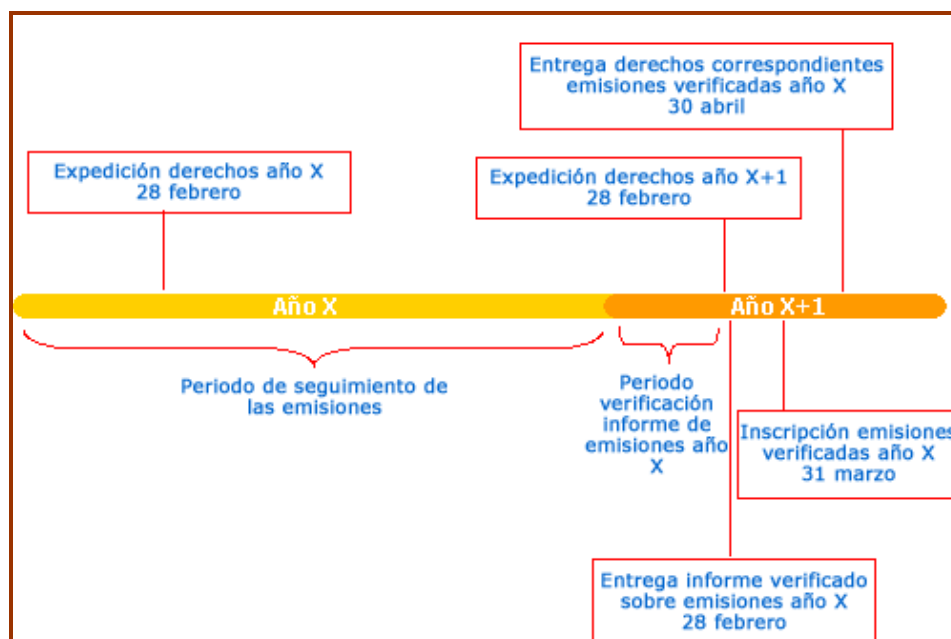 Entrega derechos correspondientes
emisiones verificadas año X
30 abril
Expedición derechos año X
28 febrero
Expedición derechos año X+1
28 febrero
Año X
Año X+1
Periodo de seguimiento de
las emisiones
Periodo
verificación
informe de
emisiones año
X
Inscripción emisiones
verificadas año X
31 marzo
Entrega informe verificado
sobre emisiones año X
28 febrero